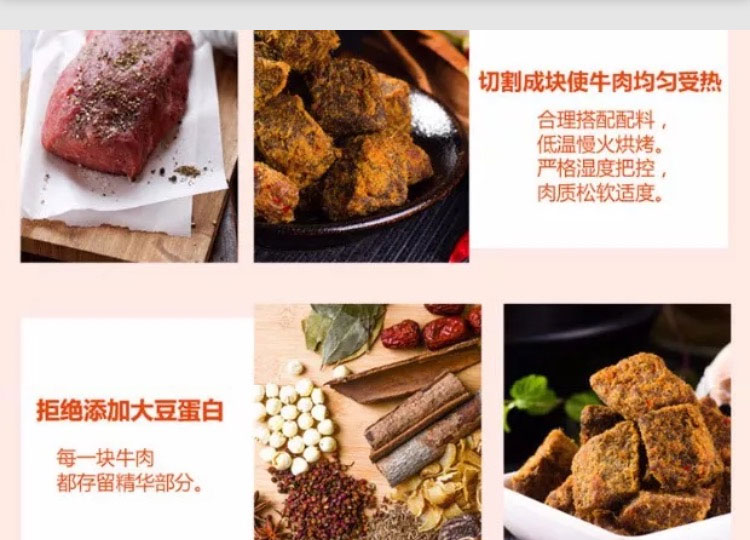 切割成块使牛肉均匀受热
合理搭配配料，
低温慢火烘烤。
严格湿度把控，
肉质松软适度。
拒绝添加大豆蛋白
每一块牛肉
都存留精华部分。